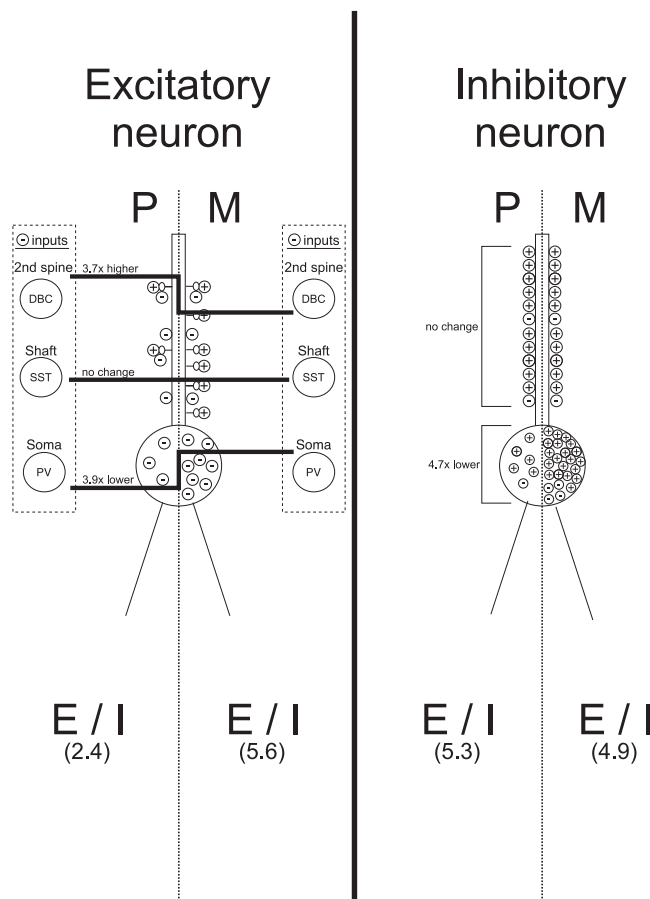 Excitatory
neuron
P M
⊖ inputs
2nd spine
DBC
Shaft
SST
Soma
PV
3.7x higher
no change
3.9x lower
⊖ inputs
2nd spine
DBC
Shaft
SST
Soma
PV
E / I
(2.4)
E / I
(5.6)
Inhibitory
neuron
P M
no change
4.7x lower
E / I
(5.3)
E / I
(4.9)